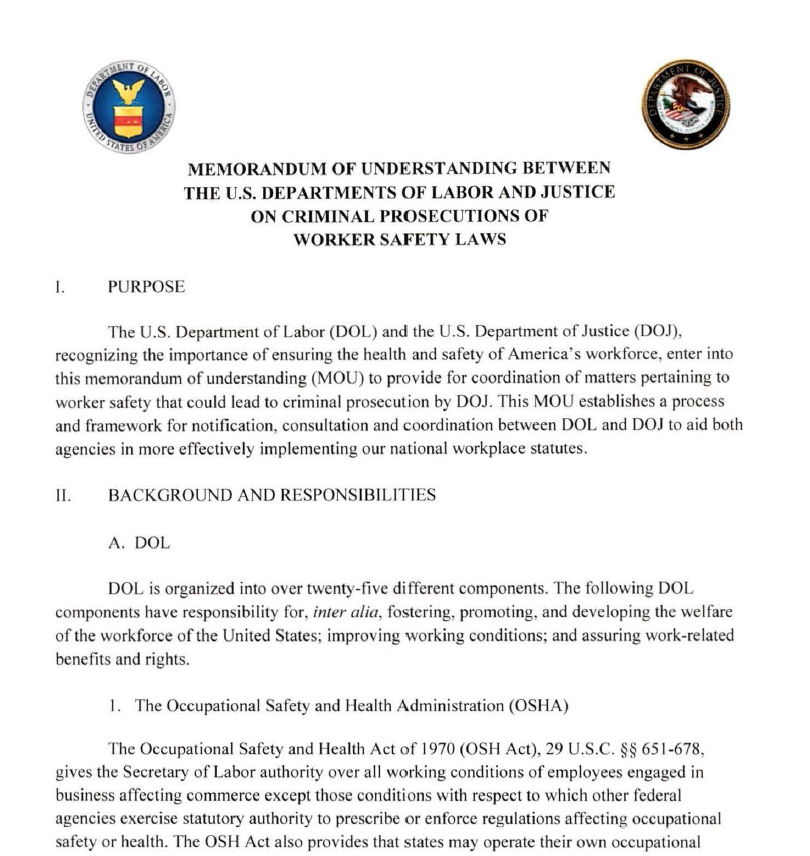 DEPARTMENT OF LABOR
UNITED STATES OF AMERICA
DEPARTMENT OF JUSTICE
MEMORANDUM OF UNDERSTANDING BETWEEN
THE U.S. DEPARTMENTS OF LABOR AND JUSTICE
ON CRIMINAL PROSECUTIONS OF
WORKER SAFETY LAWS
I. PURPOSE
The U.S. Department of Labor (DOL) and the U.S. Department of Justice (DOJ),
recognizing the importance of ensuring the health and safety of America's workforce, enter into
this memorandum of understanding (MOU) to provide for coordination of matters pertaining to
worker safety that could lead to criminal prosecution by DOJ. This MOU establishes a process
and framework for notification, consultation and coordination between DOL and DOJ to aid both
agencies in more effectively implementing our national workplace statutes.
II. BACKGROUND AND RESPONSIBILITIES
A. DOL
DOL is organized into over twenty-five different components. The following DOL
components have responsibility for, inter alia, fostering, promoting, and developing the welfare
of the workforce of the United States; improving working conditions; and assuring work-related
benefits and rights.
1. The Occupational Safety and Health Administration (OSHA)
The Occupational Safety and Health Act of 1970 (OSH Act), 29 U.S.C. §§ 651-678,
gives the Secretary of Labor authority over all working conditions of employees engaged in
business affecting commerce except those conditions with respect to which other federal
agencies exercise statutory authority to prescribe or enforce regulations affecting occupational
safety or health. The OSH Act also provides that states may operate their own occupational